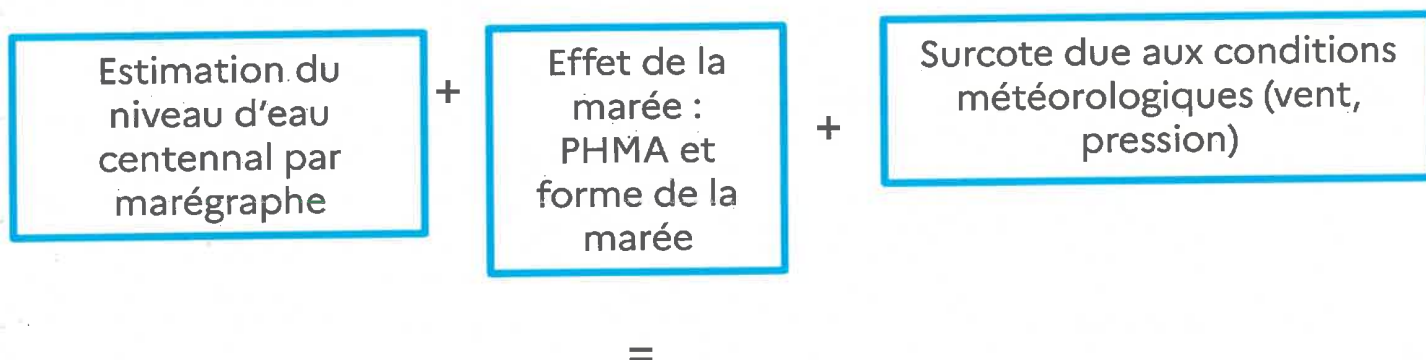 Estimation du
niveau d'eau
centennal par
marégraphe
+
Effet de la
marée :
PHMA et
forme de la
marée
+
Surcote due aux conditions
météorologiques (vent,
pression)
=